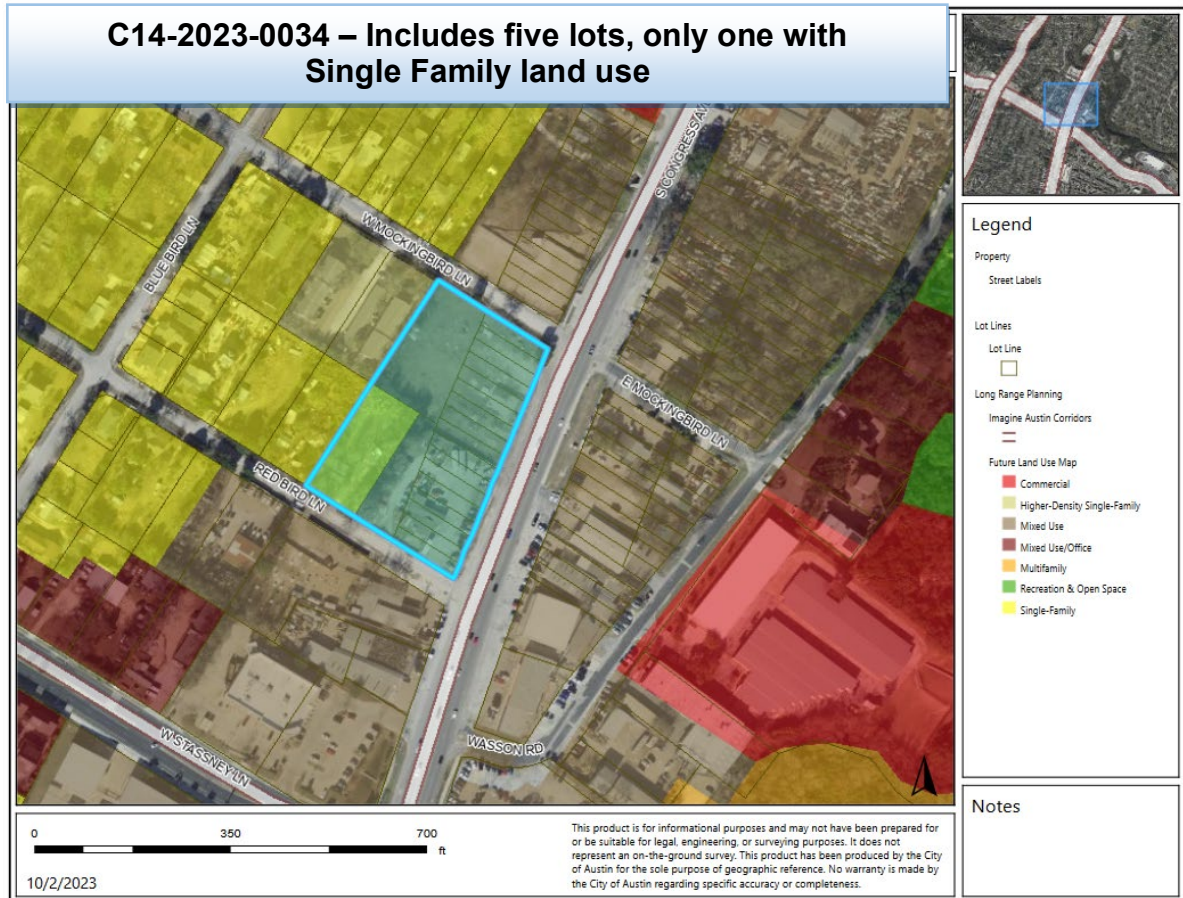 C14-2023-0034 – Includes five lots, only one with
Single Family land use
S CONGRESS AV
W MOCKINGBIRD LN
BLUE BIRD LN
E MOCKINGBIRD LN
RED BIRD LN
WASSON RD
W STASSNEY LN
Legend
Property
Street Labels
Lot Lines
Lot Line
Long Range Planning
Imagine Austin Corridors
Future Land Use Map
Commercial
Higher-Density Single-Family
Mixed Use
Mixed Use/Office
Multifamily
Recreation & Open Space
Single-Family
Notes
0 350 700
ft
10/2/2023
This product is for informational purposes and may not have been prepared for
or be suitable for legal, engineering, or surveying purposes. It does not
represent an on-the-ground survey. This product has been produced by the City
of Austin for the sole purpose of geographic reference. No warranty is made by
the City of Austin regarding specific accuracy or completeness.